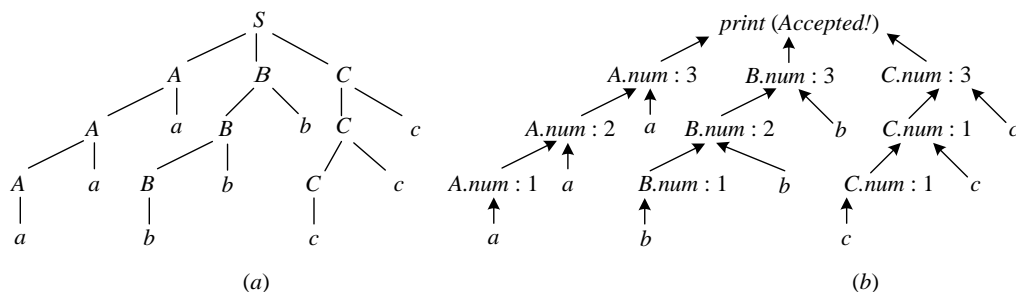 S
print (Accepted!)
A B C
A.num : 3 B.num : 3 C.num : 3
A a B b C c
A.num : 2 a B.num : 2 b C.num : 1 c
A a B b C c
A.num : 1 a B.num : 1 b C.num : 1 c
a b c
a b c
(a) (b)